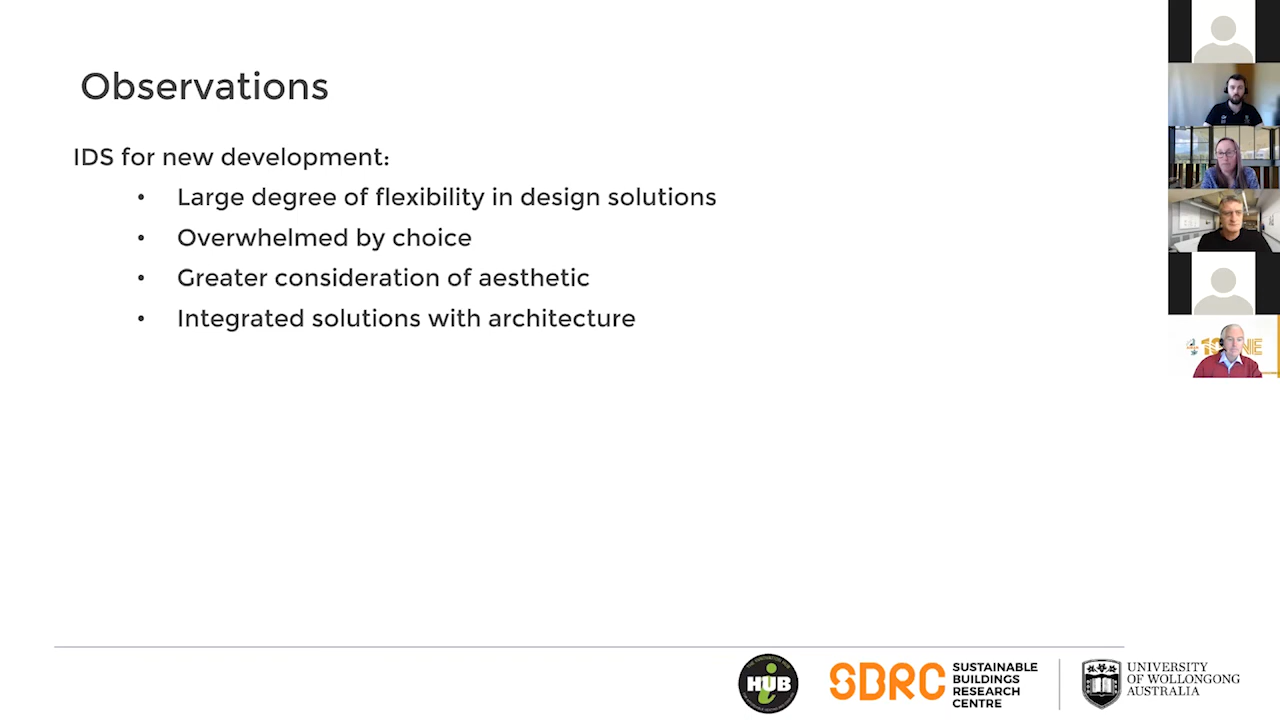 Observations
IDS for new development:
• Large degree of flexibility in design solutions
• Overwhelmed by choice
• Greater consideration of aesthetic
• Integrated solutions with architecture
HUB
SDRC
SUSTAINABLE
BUILDINGS
RESEARCH
CENTRE
UNIVERSITY
OF WOLLONGONG
AUSTRALIA